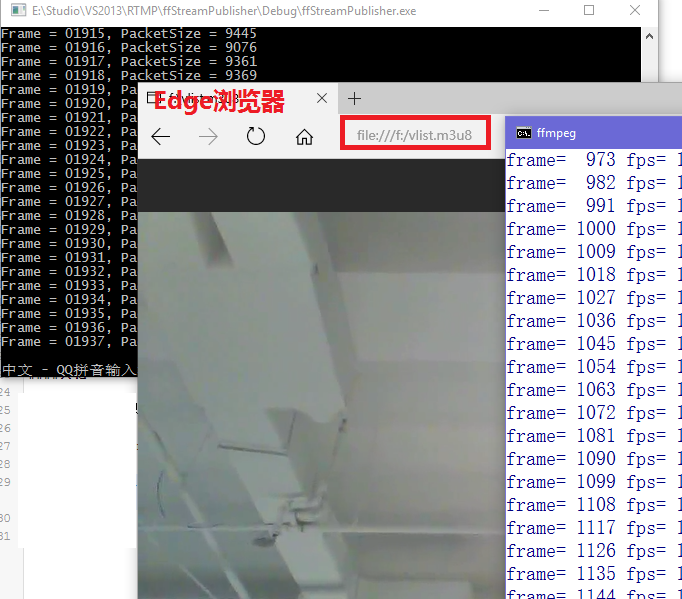 E:\Studio\VS2013\RTMP\ffStreamPublisher\Debug\ffStreamPublisher.exe
Frame = 01915, PacketSize = 9445
Frame = 01916, PacketSize = 9076
Frame = 01917, PacketSize = 9361
Frame = 01918, PacketSize = 9369
Frame = 01919, Pa
Frame = 01920, Pa
Frame = 01921, Pa
Frame = 01922, Pa
Frame = 01923, Pa
Frame = 01924, Pa
Frame = 01925, Pa
Frame = 01926, Pa
Frame = 01927, Pa
Frame = 01928, Pa
Frame = 01929, Pa
Frame = 01930, Pa
Frame = 01931, Pa
Frame = 01932, Pa
Frame = 01933, Pa
Frame = 01934, Pa
Frame = 01935, Pa
Frame = 01936, Pa
Frame = 01937, Pa
中文 - QQ拼音输入
24
25
26
27
28
29
30
31
Edge浏览器
file:///f:/vlist.m3u8
ffmpeg
frame=  973 fps= 1
frame=  982 fps= 1
frame=  991 fps= 1
frame= 1000 fps= 1
frame= 1009 fps= 1
frame= 1018 fps= 1
frame= 1027 fps= 1
frame= 1036 fps= 1
frame= 1045 fps= 1
frame= 1054 fps= 1
frame= 1063 fps= 1
frame= 1072 fps= 1
frame= 1081 fps= 1
frame= 1090 fps= 1
frame= 1099 fps= 1
frame= 1108 fps= 1
frame= 1117 fps= 1
frame= 1126 fps= 1
frame= 1135 fps= 1
frame= 1144 fps= 1